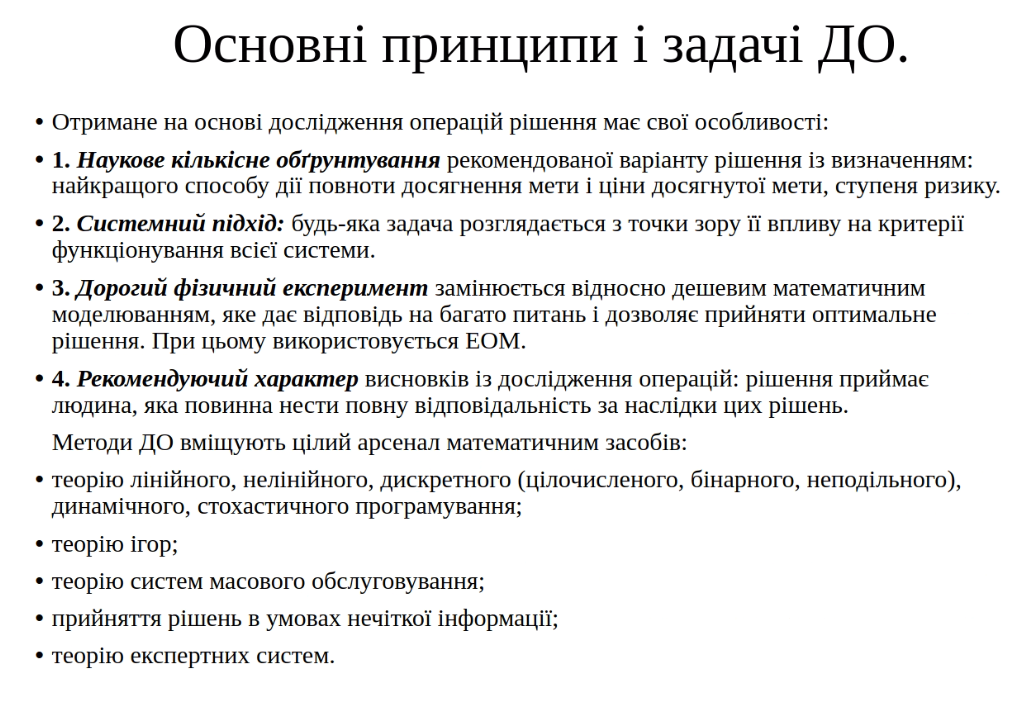 Основні принципи і задачі ДО.
• Отримане на основі дослідження операцій рішення має свої особливості:
• 1. Наукове кількісне обґрунтування рекомендованої варіанту рішення із визначенням:
найкращого способу дії повноти досягнення мети і ціни досягнутої мети, ступеня ризику.
• 2. Системний підхід: будь-яка задача розглядається з точки зору її впливу на критерії
функціонування всієї системи.
• 3. Дорогий фізичний експеримент замінюється відносно дешевим математичним
моделюванням, яке дає відповідь на багато питань і дозволяє прийняти оптимальне
рішення. При цьому використовується ЕОМ.
• 4. Рекомендуючий характер висновків із дослідження операцій: рішення приймає
людина, яка повинна нести повну відповідальність за наслідки цих рішень.
Методи ДО вміщують цілий арсенал математичним засобів:
• теорію лінійного, нелінійного, дискретного (цілочисленого, бінарного, неподільного),
динамічного, стохастичного програмування;
• теорію ігор;
• теорію систем масового обслуговування;
• прийняття рішень в умовах нечіткої інформації;
• теорію експертних систем.